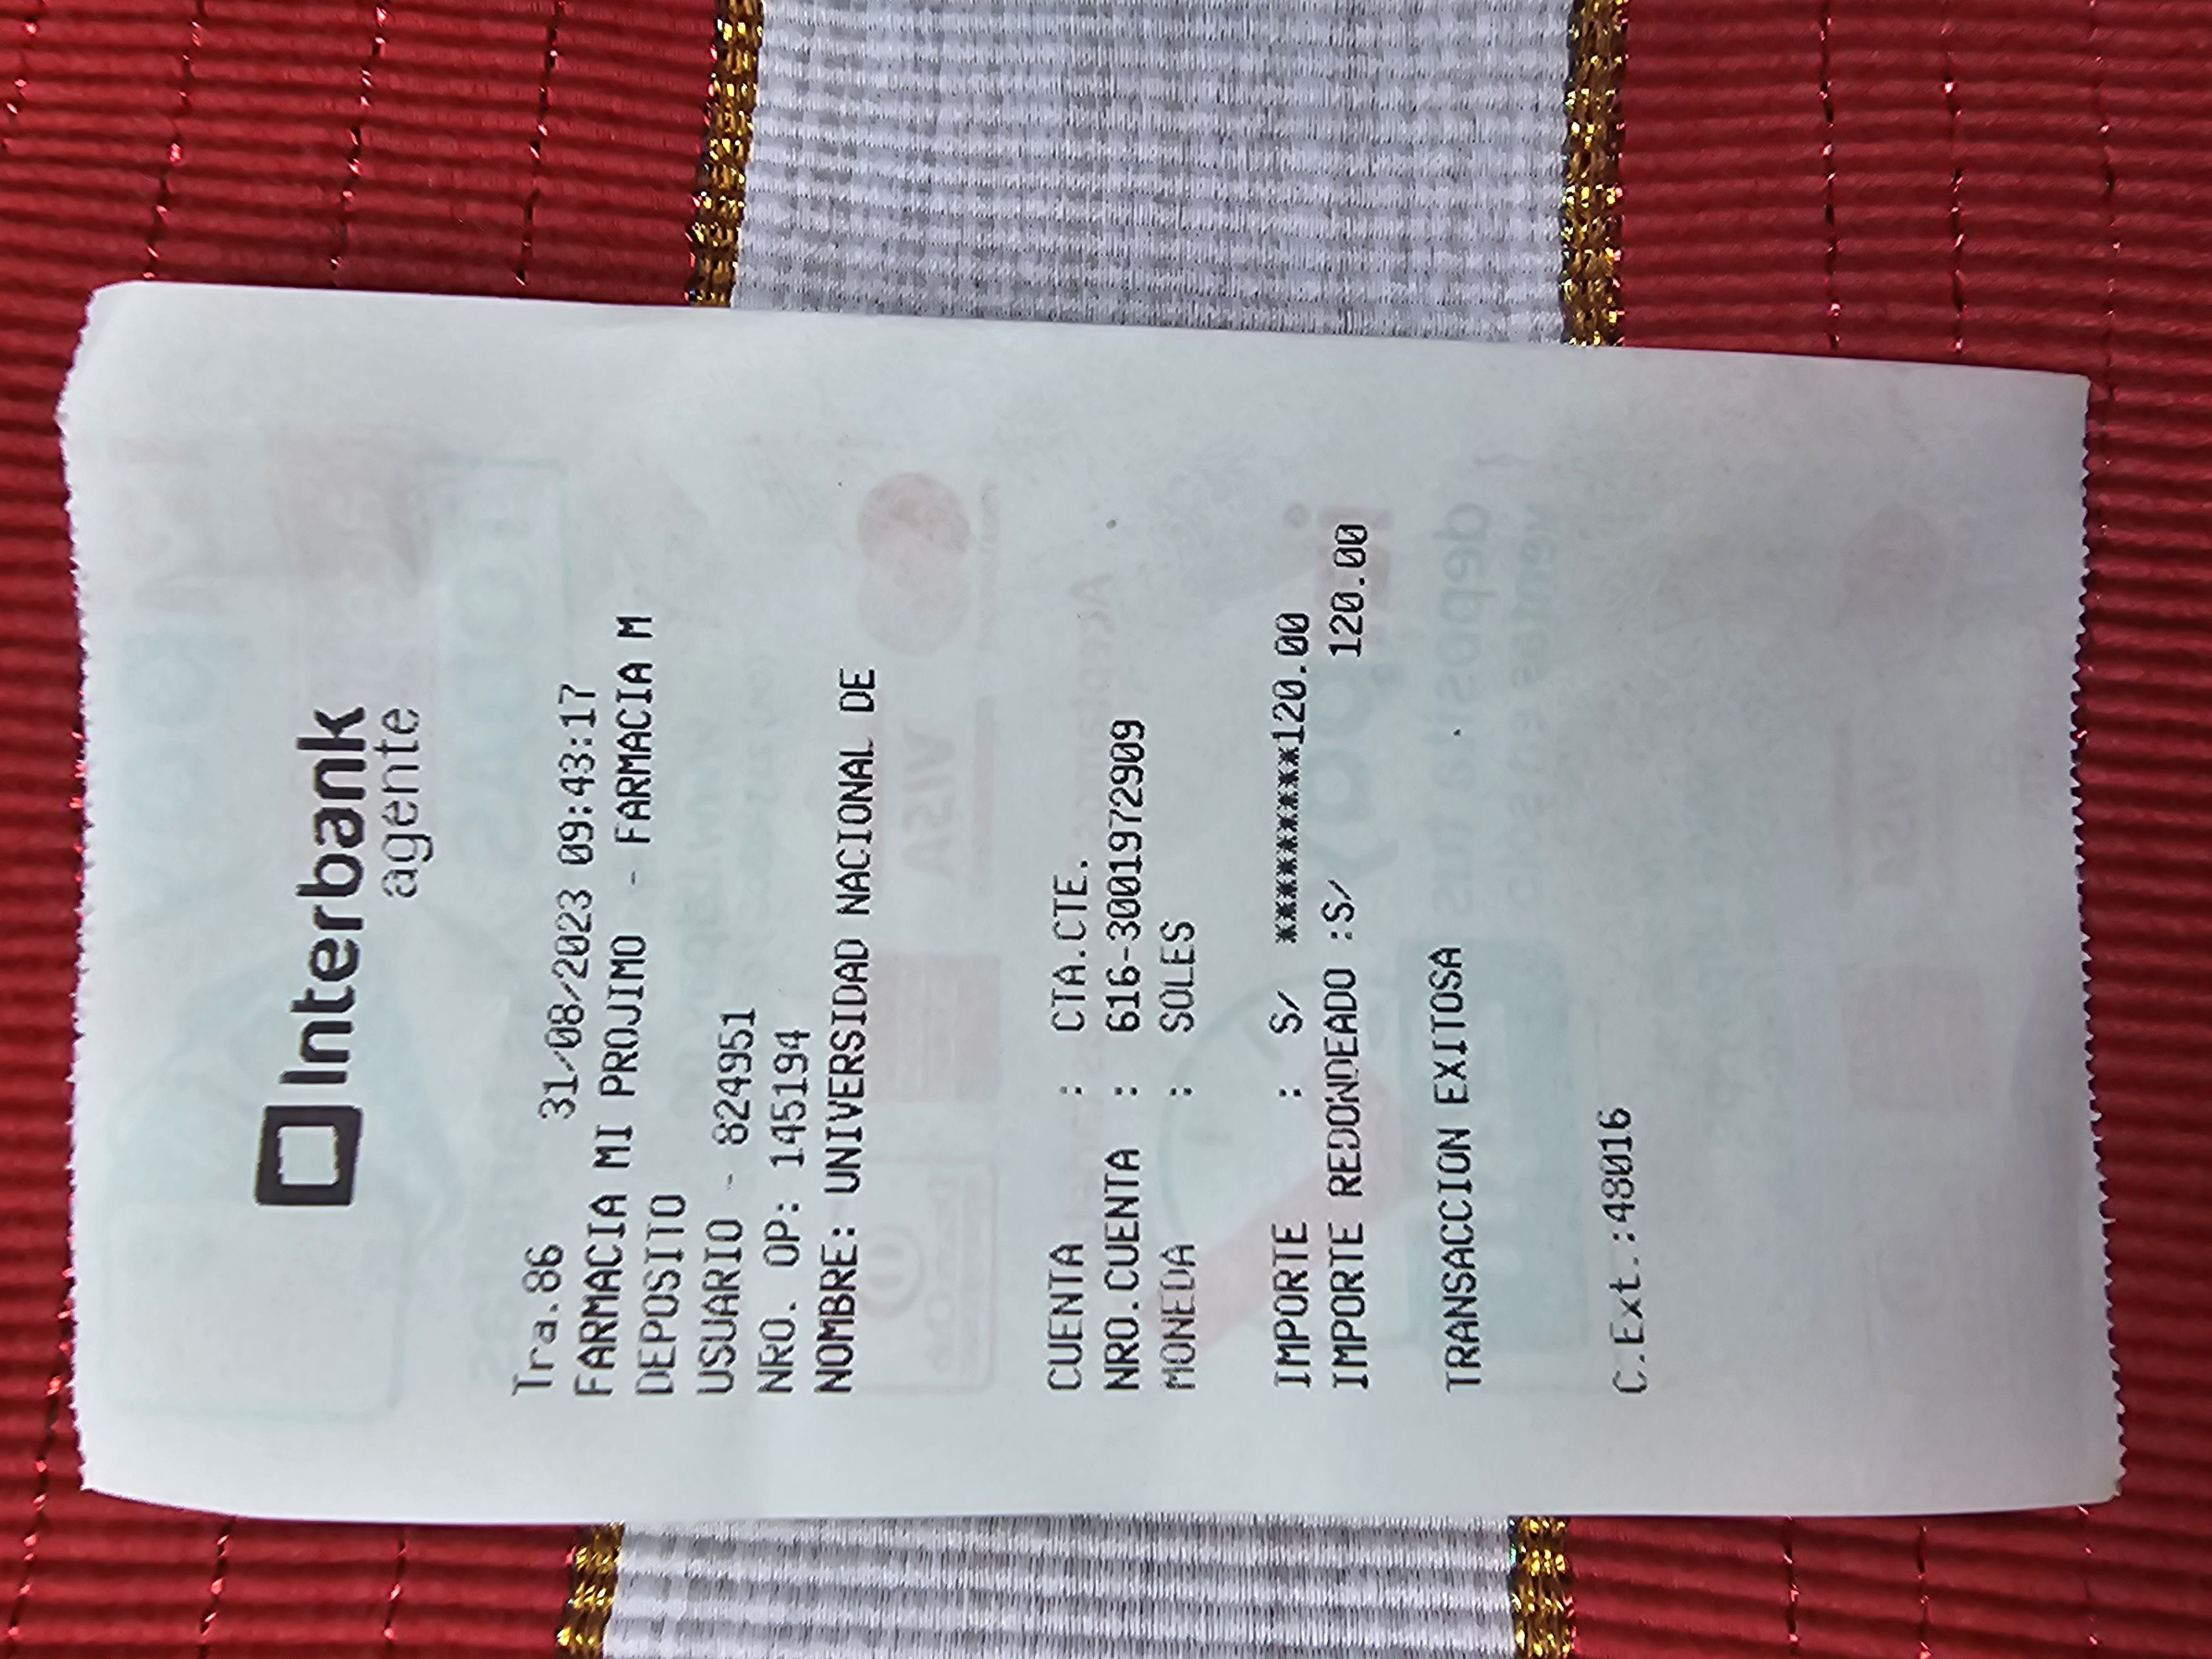 Interbank
agente
Tra.86 31/08/2023 09:43:17
FARMACIA MI PROJIMO - FARMACIA M
DEPOSITO
USUARIO - 824951
NRO. OP: 145194
NOMBRE: UNIVERSIDAD NACIONAL DE
CUENTA : CTA.CTE.
NRO.CUENTA : 616-3001972909
MONEDA : SOLES
IMPORTE : S/ ***********120.00
IMPORTE REDONDEADO :S/ 120.00
TRANSACCION EXITOSA
C.Ext.:48016